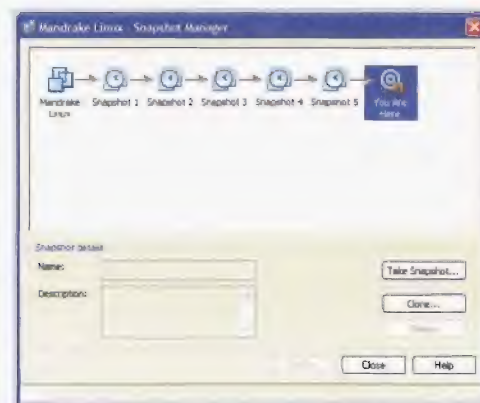 Mandrake Linux - Snapshot Manager
Mandrake Linux
Snapshot 1
Snapshot 2
Snapshot 3
Snapshot 4
Snapshot 5
You Are Here
Snapshot details
Name:
Description:
Take Snapshot...
Clone...
Close
Help